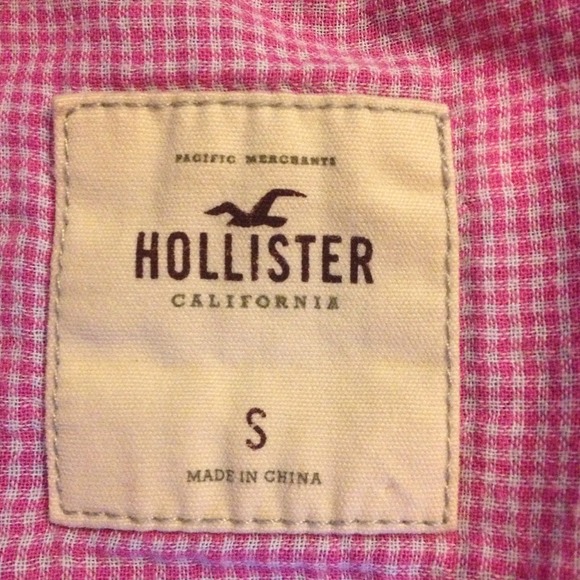 PACIFIC MERCHANTS
HOLLISTER
CALIFORNIA
S
MADE IN CHINA